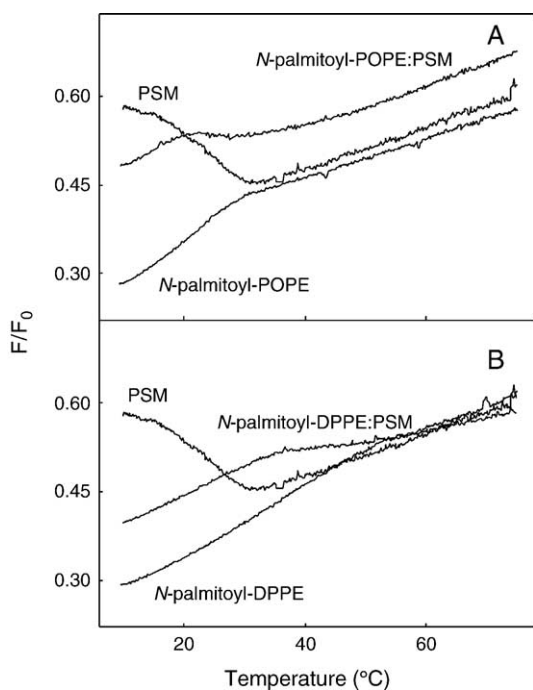 A
N-palmitoyl-POPE:PSM
PSM
0.60
0.45
0.30
N-palmitoyl-POPE
F/F₀
B
PSM
0.60
N-palmitoyl-DPPE:PSM
0.45
0.30
N-palmitoyl-DPPE
20 40 60
Temperature (°C)